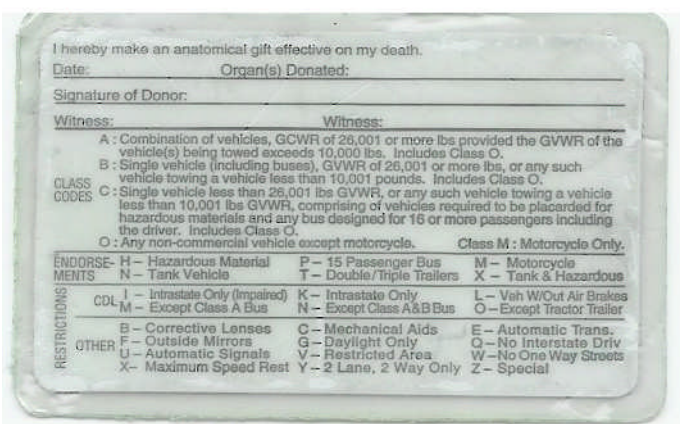 I hereby make an anatomical gift effective on my death.
Date: Organ(s) Donated:
Signature of Donor:
Witness: Witness:
A : Combination of vehicles, GCWR of 26,001 or more lbs provided the GVWR of the
vehicle(s) being towed exceeds 10,000 lbs. Includes Class O.
B : Single vehicle (including buses), GVWR of 26,001 or more lbs, or any such
vehicle towing a vehicle less than 10,001 pounds. Includes Class O.
CLASS CODES
C : Single vehicle less than 26,001 lbs GVWR, or any such vehicle towing a vehicle
less than 10,001 lbs GVWR, comprising of vehicles required to be placarded for
hazardous materials and any bus designed for 16 or more passengers including
the driver. Includes Class O.
O : Any non-commercial vehicle except motorcycle. Class M : Motorcycle Only.
ENDORSE- H – Hazardous Material P – 15 Passenger Bus M – Motorcycle
MENTS N – Tank Vehicle T – Double/Triple Trailers X – Tank & Hazardous
RESTRICTIONS
CDL I – Intrastate Only (Impaired) K – Intrastate Only L – Veh W/Out Air Brakes
M – Except Class A Bus N – Except Class A&B Bus O – Except Tractor Trailer
B – Corrective Lenses C – Mechanical Aids E – Automatic Trans.
OTHER F – Outside Mirrors G – Daylight Only Q – No Interstate Driv
U – Automatic Signals V – Restricted Area W – No One Way Streets
X – Maximum Speed Rest Y – 2 Lane, 2 Way Only Z – Special